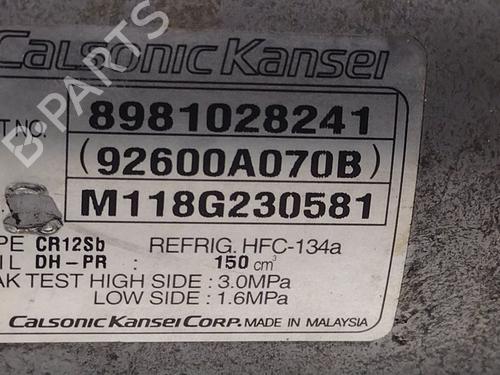 Calsonic Kansei
T NO. 8981028241
(92600A070B)
M118G230581
PE CR12Sb REFRIG. HFC-134a
IL DH-PR : 150 cm³
AK TEST HIGH SIDE : 3.0MPa
LOW SIDE : 1.6MPa
CALSONIC KANSEI CORP. MADE IN MALAYSIA
B-PARTS